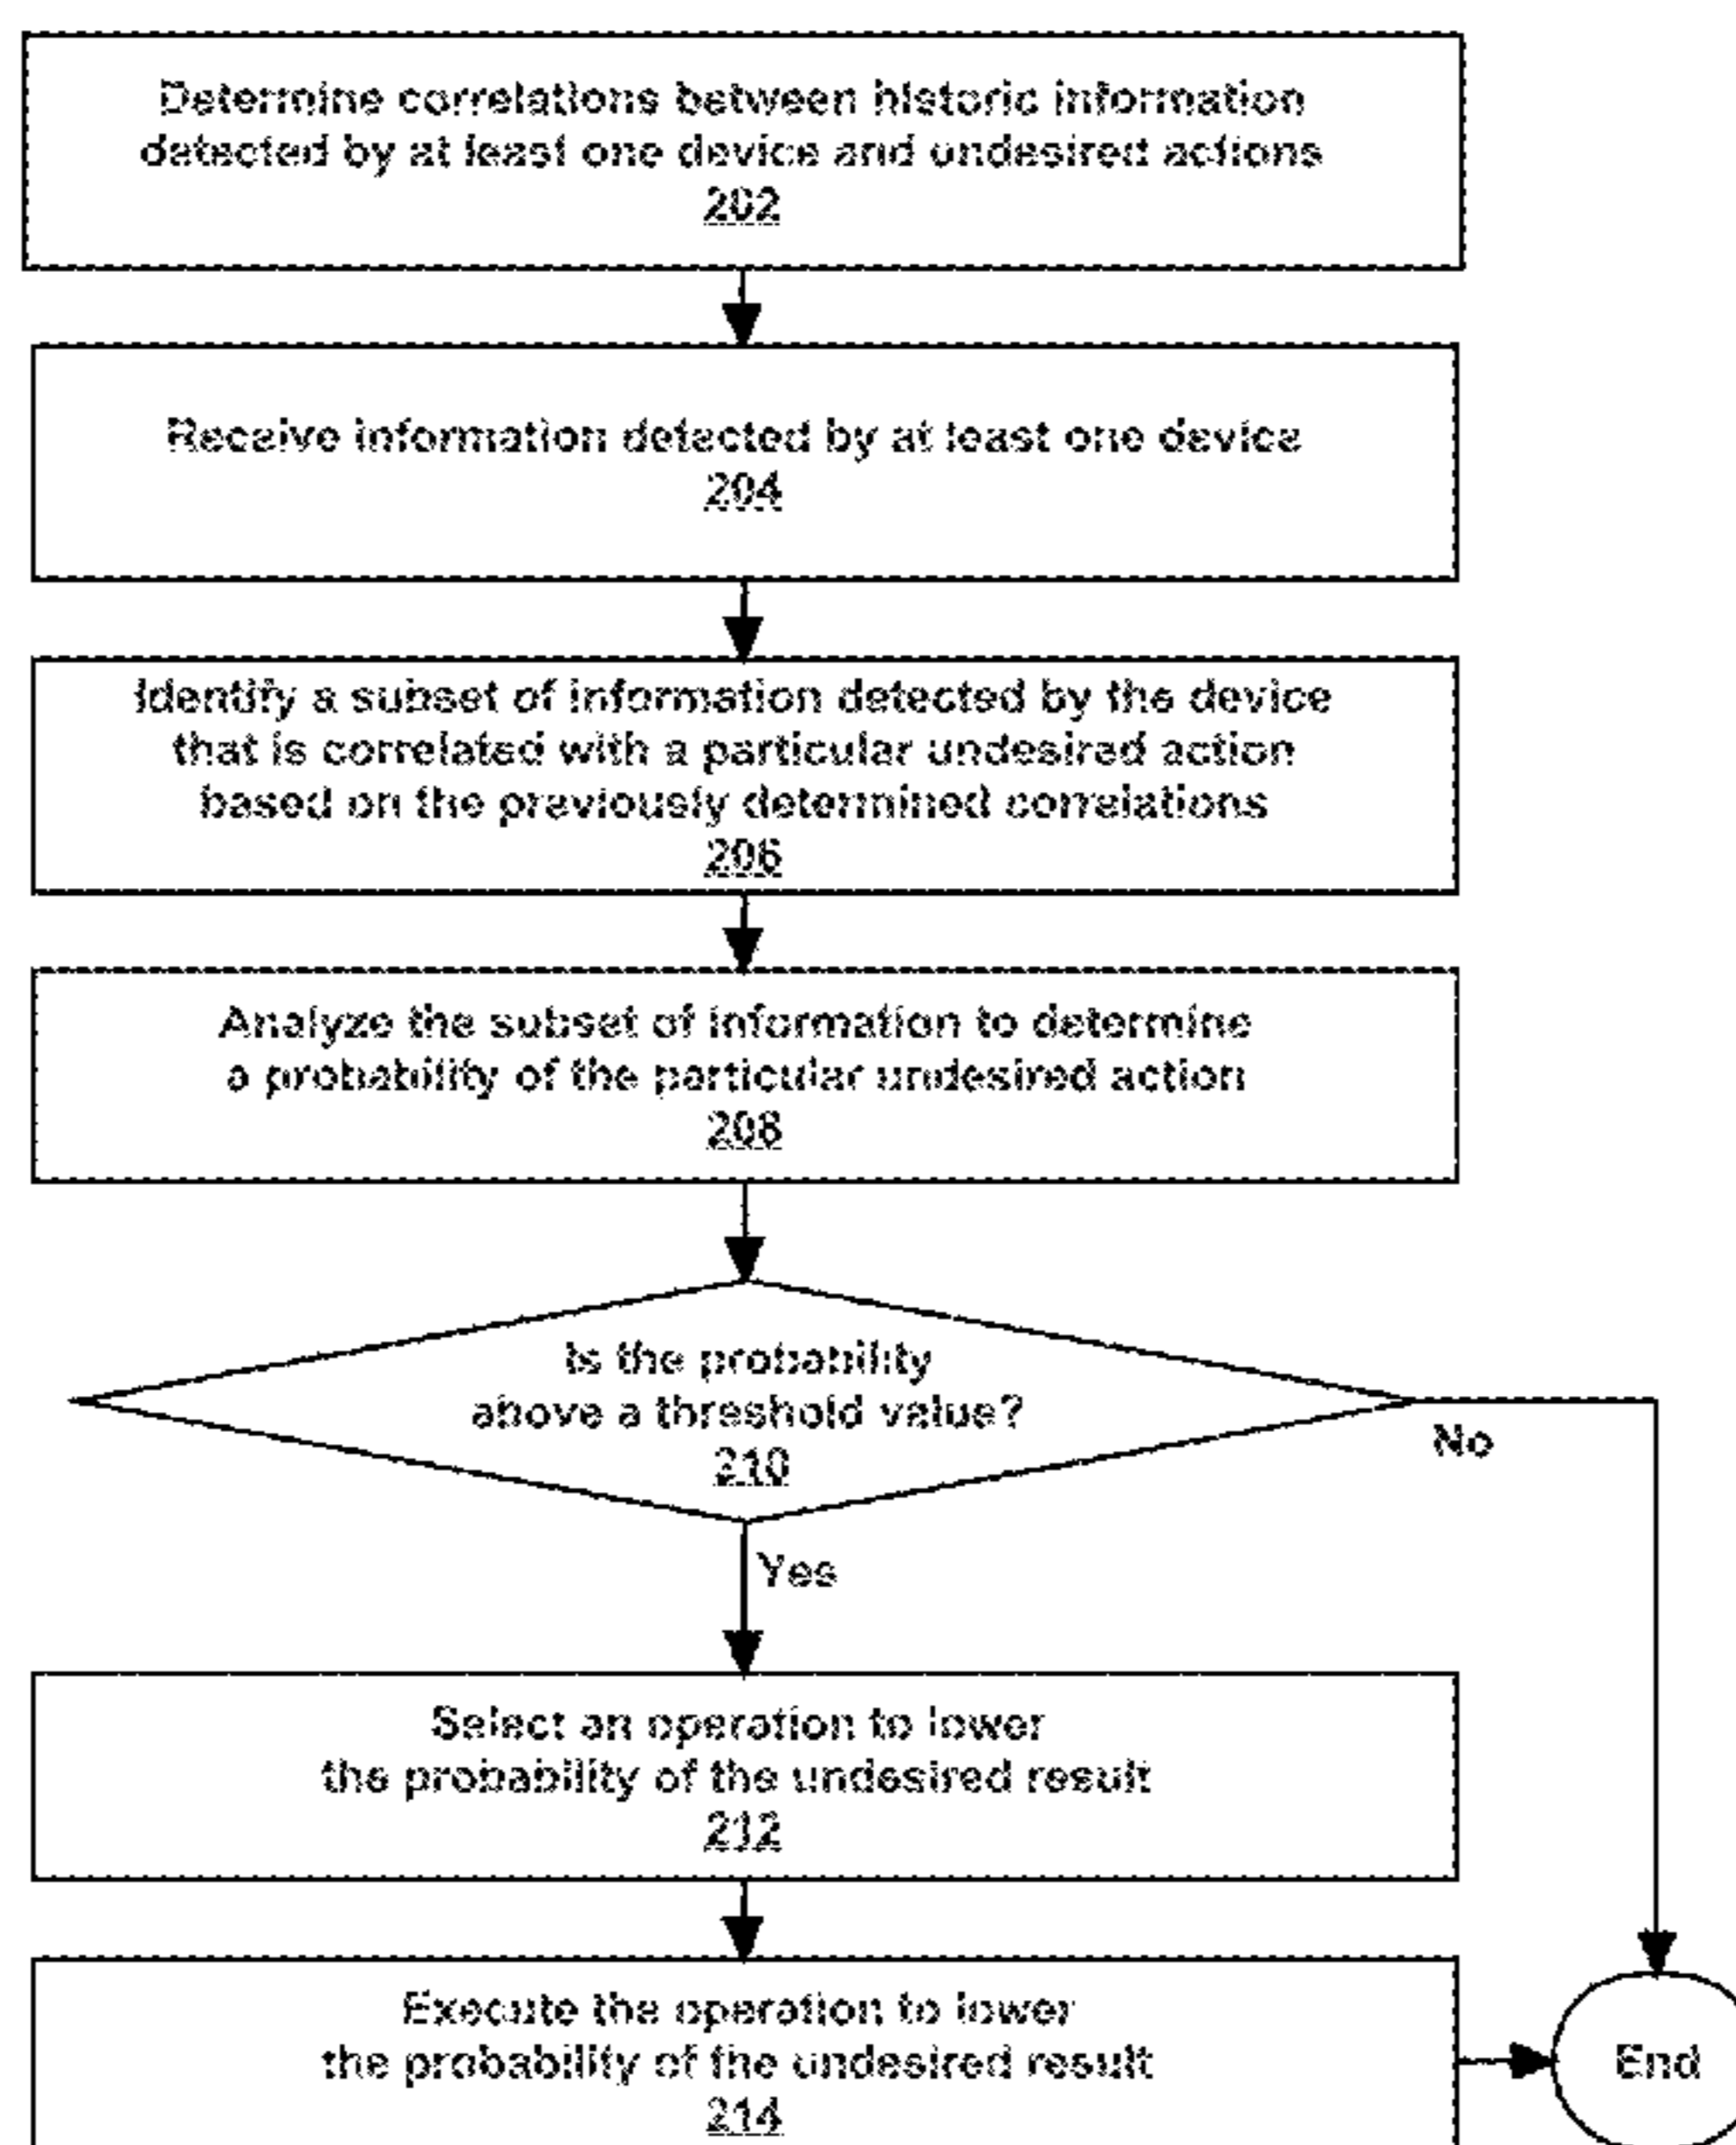 Determine correlations between historic information
detected by at least one device and undesired actions
202
Receive information detected by at least one device
204
Identify a subset of information detected by the device
that is correlated with a particular undesired action
based on the previously determined correlations
206
Analyze the subset of information to determine
a probability of the particular undesired action
208
Is the probability
above a threshold value?
210
No
Yes
Select an operation to lower
the probability of the undesired result
212
Execute the operation to lower
the probability of the undesired result
214
End